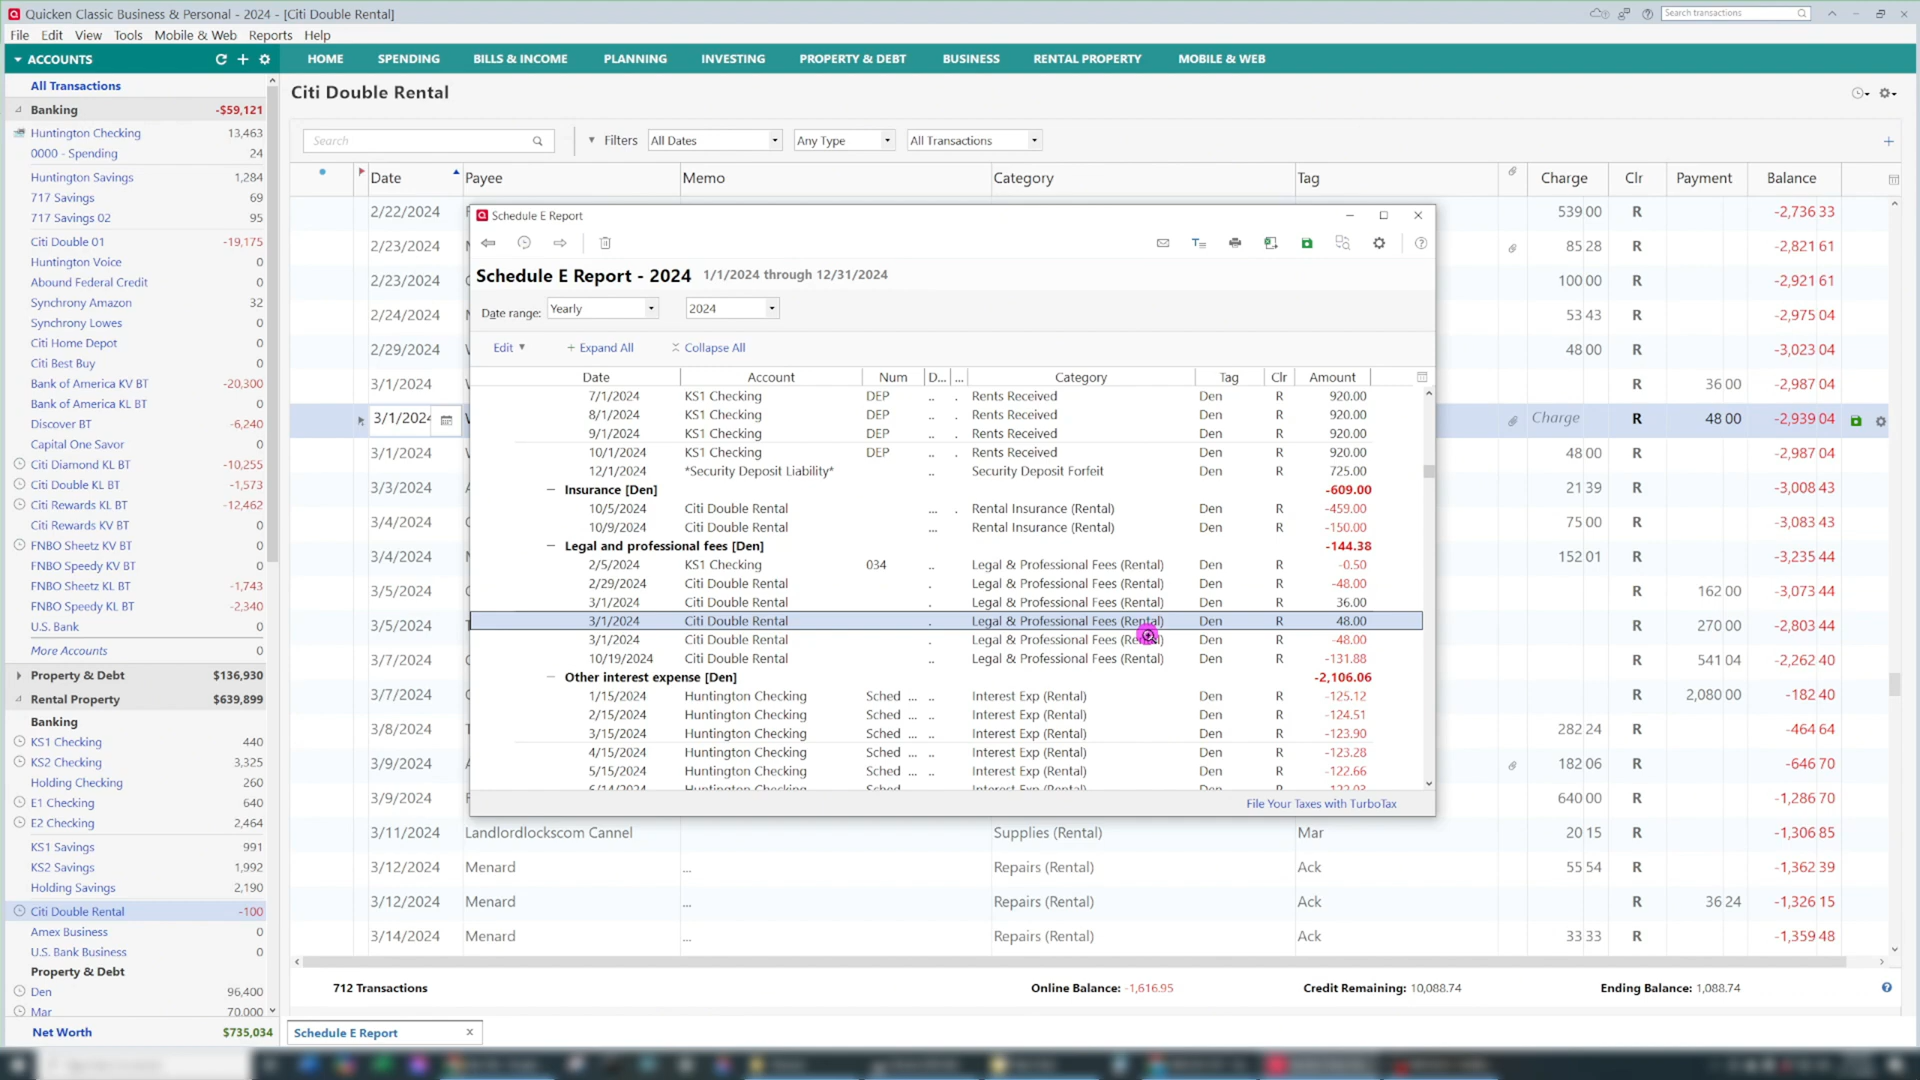 Quicken Classic Business & Personal - 2024 - [Citi Double Rental]
Search transactions
File Edit View Tools Mobile & Web Reports Help
ACCOUNTS
HOME SPENDING BILLS & INCOME PLANNING INVESTING PROPERTY & DEBT BUSINESS RENTAL PROPERTY MOBILE & WEB
All Transactions
Banking -$59,121
Huntington Checking 13,463
0000 - Spending 24
Huntington Savings 1,284
717 Savings 69
717 Savings 02 95
Citi Double 01 -19,175
Huntington Voice 0
Abound Federal Credit 0
Synchrony Amazon 32
Synchrony Lowes 0
Citi Home Depot 0
Citi Best Buy 0
Bank of America KV BT -20,300
Bank of America KL BT 0
Discover BT -6,240
Capital One Savor 0
Citi Diamond KL BT -10,255
Citi Double KL BT -1,573
Citi Rewards KL BT -12,462
Citi Rewards KV BT 0
FNBO Sheetz KV BT 0
FNBO Speedy KV BT 0
FNBO Sheetz KL BT -1,743
FNBO Speedy KL BT -2,340
U.S. Bank 0
More Accounts 0
Property & Debt $136,930
Rental Property $639,899
Banking
KS1 Checking 440
KS2 Checking 3,325
Holding Checking 260
E1 Checking 640
E2 Checking 2,464
KS1 Savings 991
KS2 Savings 1,992
Holding Savings 2,190
Citi Double Rental -100
Amex Business 0
U.S. Bank Business 0
Property & Debt
Den 96,400
Mar 70,000
Net Worth $735,034
Citi Double Rental
Search Filters All Dates Any Type All Transactions
Date Payee Memo Category Tag Charge Clr Payment Balance
2/22/2024 539 00 R -2,736 33
2/23/2024 85 28 R -2,821 61
2/23/2024 100 00 R -2,921 61
2/24/2024 53 43 R -2,975 04
2/29/2024 48 00 R -3,023 04
3/1/2024 R 36 00 -2,987 04
3/1/2024 Charge R 48 00 -2,939 04
3/1/2024 48 00 R -2,987 04
3/3/2024 21 39 R -3,008 43
3/4/2024 75 00 R -3,083 43
3/4/2024 152 01 R -3,235 44
3/5/2024 R 162 00 -3,073 44
3/5/2024 R 270 00 -2,803 44
3/7/2024 R 541 04 -2,262 40
3/7/2024 R 2,080 00 -182 40
3/8/2024 282 24 R -464 64
3/9/2024 182 06 R -646 70
3/9/2024 640 00 R -1,286 70
3/11/2024 Landlordlockscom Cannel Supplies (Rental) Mar 20 15 R -1,306 85
3/12/2024 Menard ... Repairs (Rental) Ack 55 54 R -1,362 39
3/12/2024 Menard ... Repairs (Rental) Ack R 36 24 -1,326 15
3/14/2024 Menard ... Repairs (Rental) Ack 33 33 R -1,359 48
712 Transactions Online Balance: -1,616.95 Credit Remaining: 10,088.74 Ending Balance: 1,088.74
Schedule E Report
Schedule E Report
Schedule E Report - 2024 1/1/2024 through 12/31/2024
Date range: Yearly 2024
Edit + Expand All Collapse All
Date Account Num D... ... Category Tag Clr Amount
7/1/2024 KS1 Checking DEP .. . Rents Received Den R 920.00
8/1/2024 KS1 Checking DEP .. . Rents Received Den R 920.00
9/1/2024 KS1 Checking DEP .. . Rents Received Den R 920.00
10/1/2024 KS1 Checking DEP .. . Rents Received Den R 920.00
12/1/2024 *Security Deposit Liability* .. Security Deposit Forfeit Den R 725.00
Insurance [Den] -609.00
10/5/2024 Citi Double Rental ... . Rental Insurance (Rental) Den R -459.00
10/9/2024 Citi Double Rental ... Rental Insurance (Rental) Den R -150.00
Legal and professional fees [Den] -144.38
2/5/2024 KS1 Checking 034 .. Legal & Professional Fees (Rental) Den R -0.50
2/29/2024 Citi Double Rental . Legal & Professional Fees (Rental) Den R -48.00
3/1/2024 Citi Double Rental . Legal & Professional Fees (Rental) Den R 36.00
3/1/2024 Citi Double Rental . Legal & Professional Fees (Rental) Den R 48.00
3/1/2024 Citi Double Rental . Legal & Professional Fees (Rental) Den R -48.00
10/19/2024 Citi Double Rental .. Legal & Professional Fees (Rental) Den R -131.88
Other interest expense [Den] -2,106.06
1/15/2024 Huntington Checking Sched ... .. Interest Exp (Rental) Den R -125.12
2/15/2024 Huntington Checking Sched ... .. Interest Exp (Rental) Den R -124.51
3/15/2024 Huntington Checking Sched ... .. Interest Exp (Rental) Den R -123.90
4/15/2024 Huntington Checking Sched ... .. Interest Exp (Rental) Den R -123.28
5/15/2024 Huntington Checking Sched ... .. Interest Exp (Rental) Den R -122.66
6/14/2024 Huntington Checking Sched ... .. Interest Exp (Rental) Den R -122.03
File Your Taxes with TurboTax